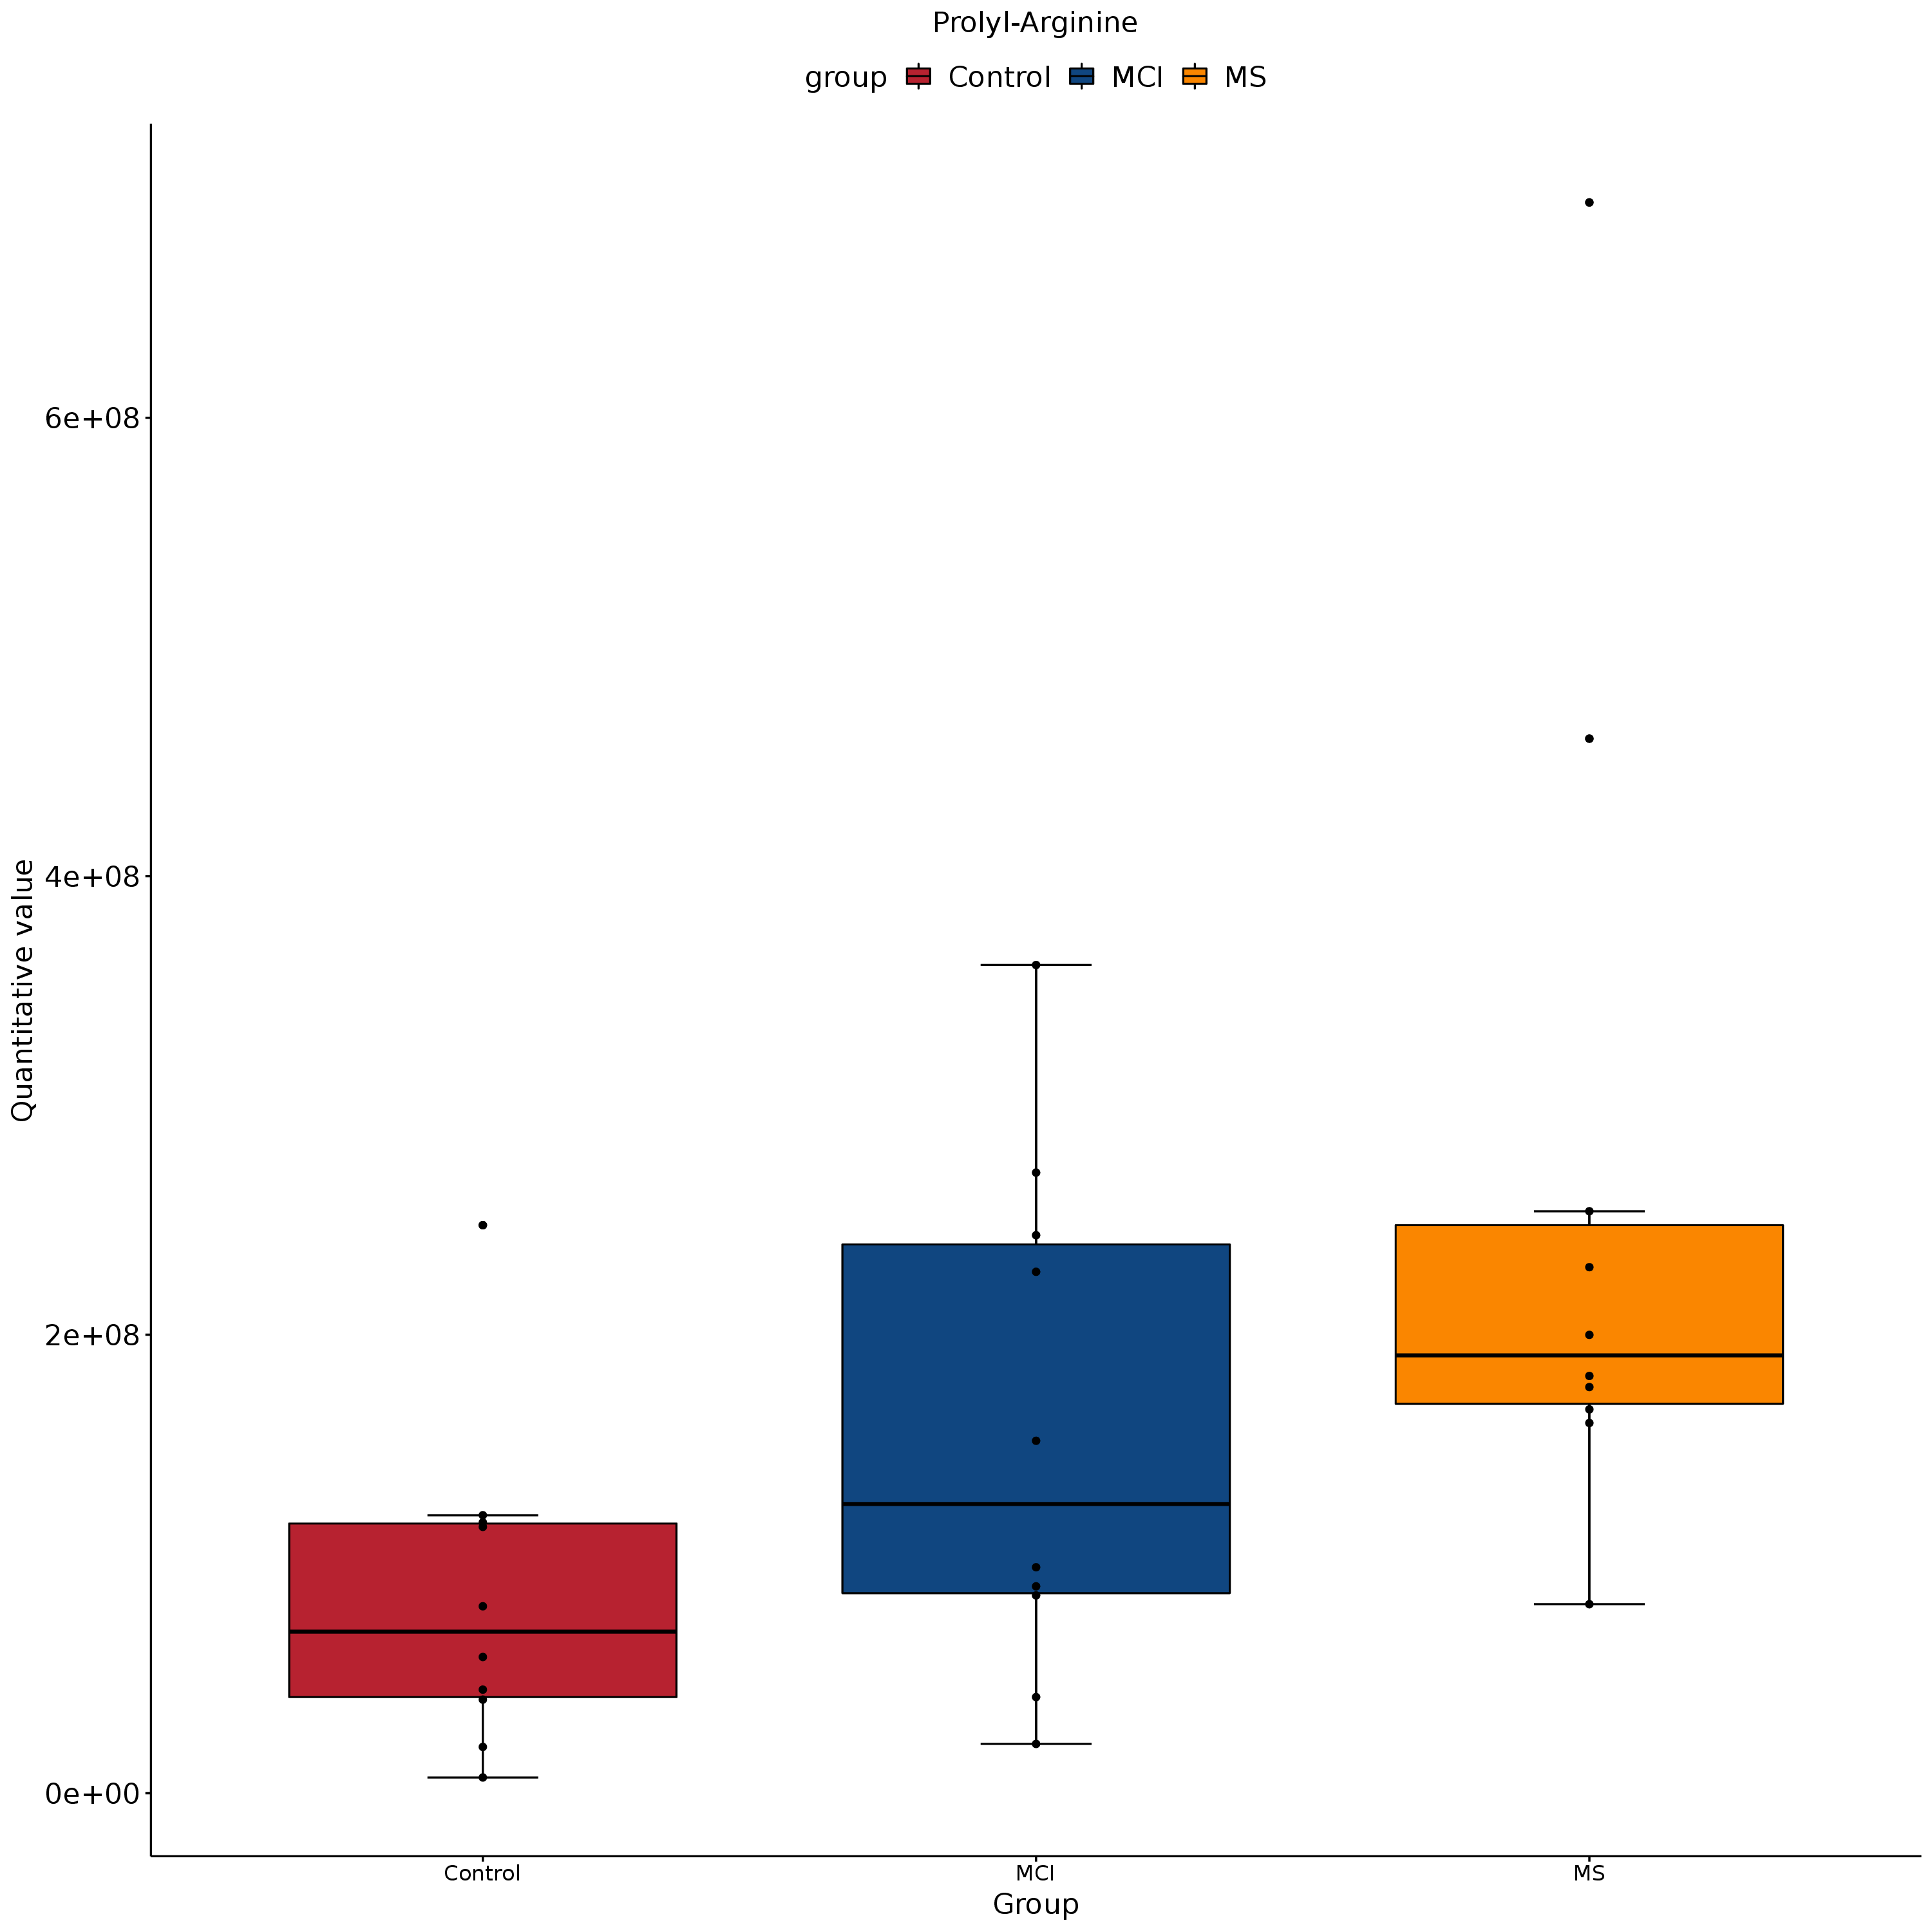 Prolyl-Arginine
group Control MCI MS
Quantitative value
6e+08
4e+08
2e+08
0e+00
Control MCI MS
Group